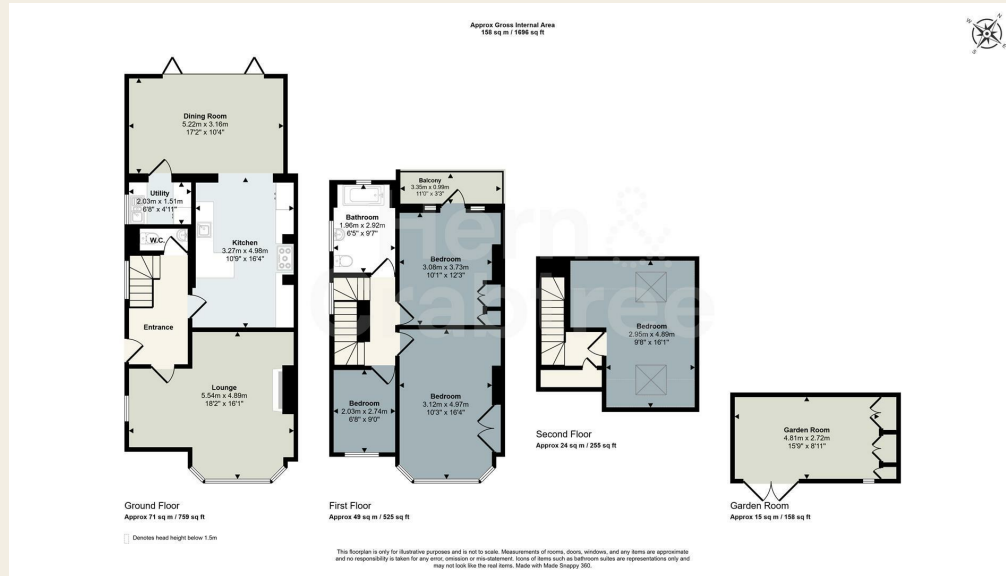 Approx Gross Internal Area
158 sq m / 1696 sq ft
N
E
S
W
Dining Room
5.22m x 3.16m
17'2" x 10'4"
Utility
2.03m x 1.51m
6'8" x 4'11"
W.C.
Kitchen
3.27m x 4.98m
10'9" x 16'4"
Entrance
Lounge
5.54m x 4.89m
18'2" x 16'1"
Ground Floor
Approx 71 sq m / 759 sq ft
Denotes head height below 1.5m
Balcony
3.35m x 0.99m
11'0" x 3'3"
Bathroom
1.96m x 2.92m
6'5" x 9'7"
Bedroom
3.08m x 3.73m
10'1" x 12'3"
Bedroom
2.03m x 2.74m
6'8" x 9'0"
Bedroom
3.12m x 4.97m
10'3" x 16'4"
First Floor
Approx 49 sq m / 525 sq ft
Hern &
Crabtree
Bedroom
2.95m x 4.89m
9'8" x 16'1"
Second Floor
Approx 24 sq m / 255 sq ft
Garden Room
4.81m x 2.72m
15'9" x 8'11"
Garden Room
Approx 15 sq m / 158 sq ft
This floorplan is only for illustrative purposes and is not to scale. Measurements of rooms, doors, windows, and any items are approximate
and no responsibility is taken for any error, omission or mis-statement. Icons of items such as bathroom suites are representations only and
may not look like the real items. Made with Made Snappy 360.